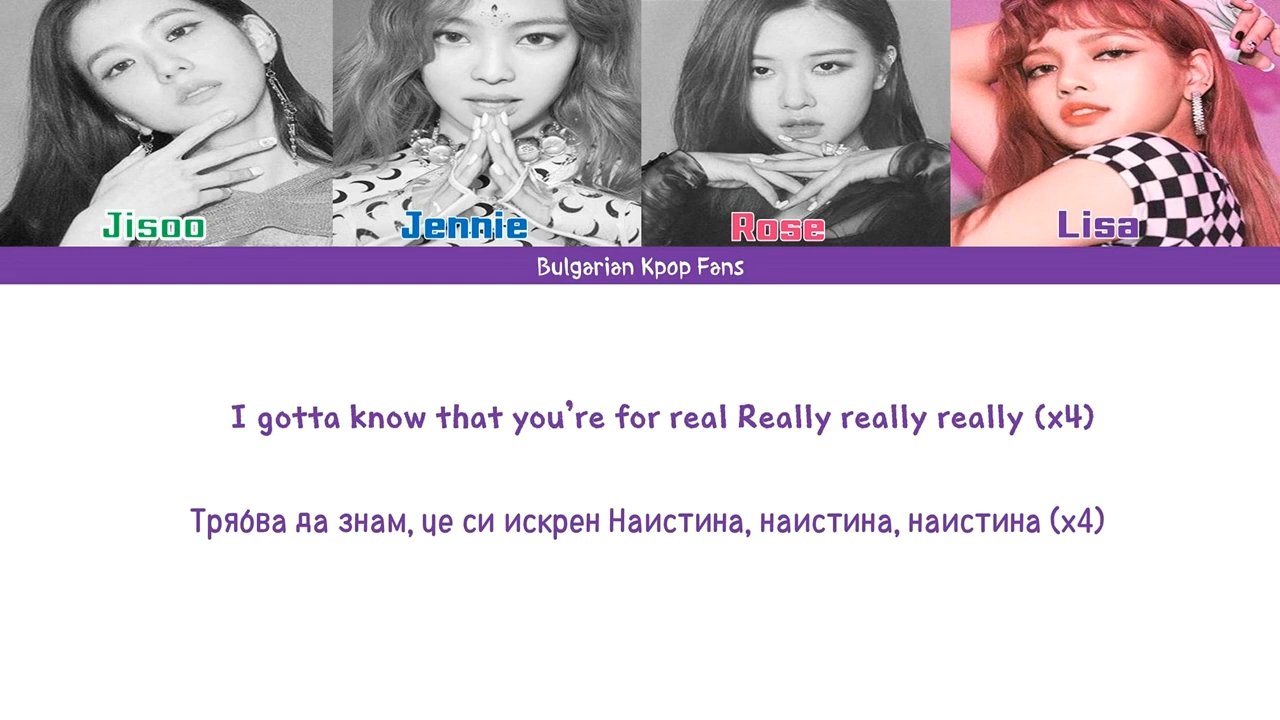 Jisoo Jennie Rose Lisa
Bulgarian Kpop Fans
I gotta know that you're for real Really really really (x4)
Трябва да знам, це си искрен Наистина, наистина, наистина (x4)